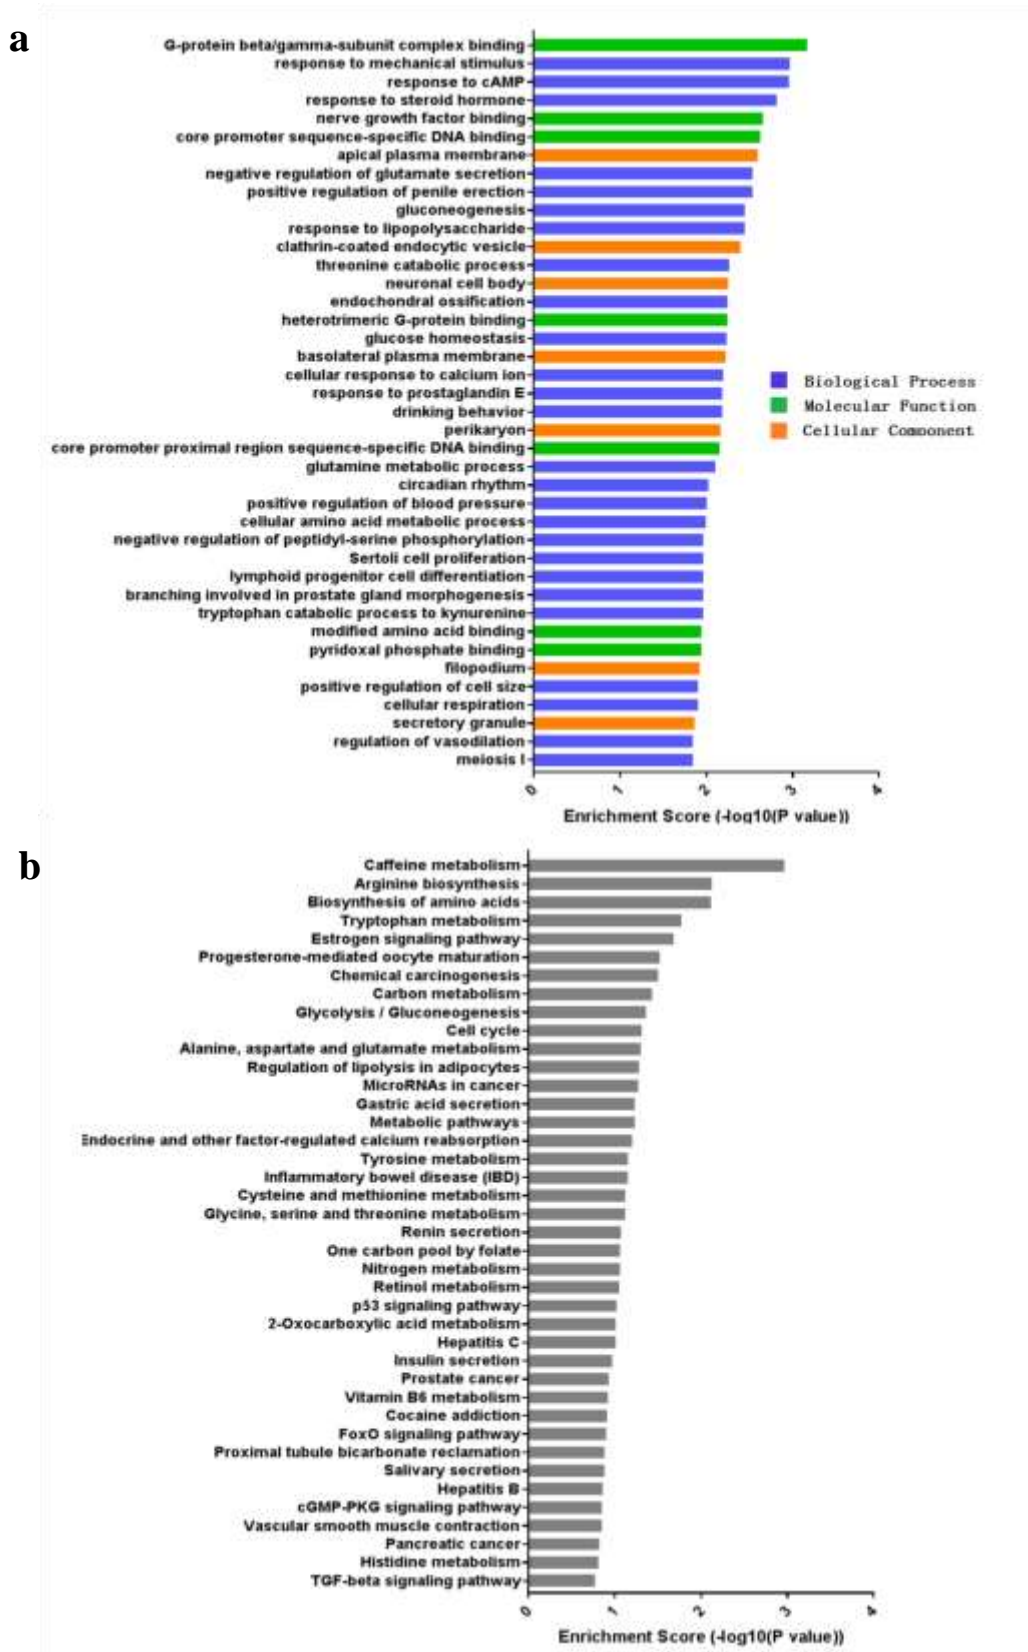 a
G-protein beta/gamma-subunit complex binding
response to mechanical stimulus
response to cAMP
response to steroid hormone
nerve growth factor binding
core promoter sequence-specific DNA binding
apical plasma membrane
negative regulation of glutamate secretion
positive regulation of penile erection
gluconeogenesis
response to lipopolysaccharide
clathrin-coated endocytic vesicle
threonine catabolic process
neuronal cell body
endochondral ossification
heterotrimeric G-protein binding
glucose homeostasis
basolateral plasma membrane
cellular response to calcium ion
response to prostaglandin E
drinking behavior
perikaryon
core promoter proximal region sequence-specific DNA binding
glutamine metabolic process
circadian rhythm
positive regulation of blood pressure
cellular amino acid metabolic process
negative regulation of peptidyl-serine phosphorylation
Sertoli cell proliferation
lymphoid progenitor cell differentiation
branching involved in prostate gland morphogenesis
tryptophan catabolic process to kynurenine
modified amino acid binding
pyridoxal phosphate binding
filopodium
positive regulation of cell size
cellular respiration
secretory granule
regulation of vasodilation
meiosis I
Biological Process
Molecular Function
Cellular Component
0 1 2 3 4
Enrichment Score (-log10(P value))
b
Caffeine metabolism
Arginine biosynthesis
Biosynthesis of amino acids
Tryptophan metabolism
Estrogen signaling pathway
Progesterone-mediated oocyte maturation
Chemical carcinogenesis
Carbon metabolism
Glycolysis / Gluconeogenesis
Cell cycle
Alanine, aspartate and glutamate metabolism
Regulation of lipolysis in adipocytes
MicroRNAs in cancer
Gastric acid secretion
Metabolic pathways
Endocrine and other factor-regulated calcium reabsorption
Tyrosine metabolism
Inflammatory bowel disease (IBD)
Cysteine and methionine metabolism
Glycine, serine and threonine metabolism
Renin secretion
One carbon pool by folate
Nitrogen metabolism
Retinol metabolism
p53 signaling pathway
2-Oxocarboxylic acid metabolism
Hepatitis C
Insulin secretion
Prostate cancer
Vitamin B6 metabolism
Cocaine addiction
FoxO signaling pathway
Proximal tubule bicarbonate reclamation
Salivary secretion
Hepatitis B
cGMP-PKG signaling pathway
Vascular smooth muscle contraction
Pancreatic cancer
Histidine metabolism
TGF-beta signaling pathway
0 1 2 3 4
Enrichment Score (-log10(P value))